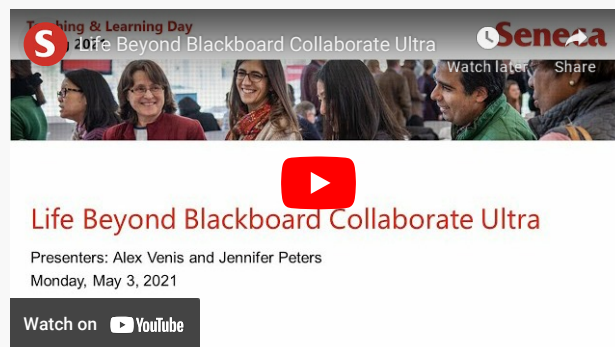 Teaching & Learning Day
2021
S
Life Beyond Blackboard Collaborate Ultra
Seneca
Watch later
Share
Life Beyond Blackboard Collaborate Ultra
Presenters: Alex Venis and Jennifer Peters
Monday, May 3, 2021
Watch on YouTube